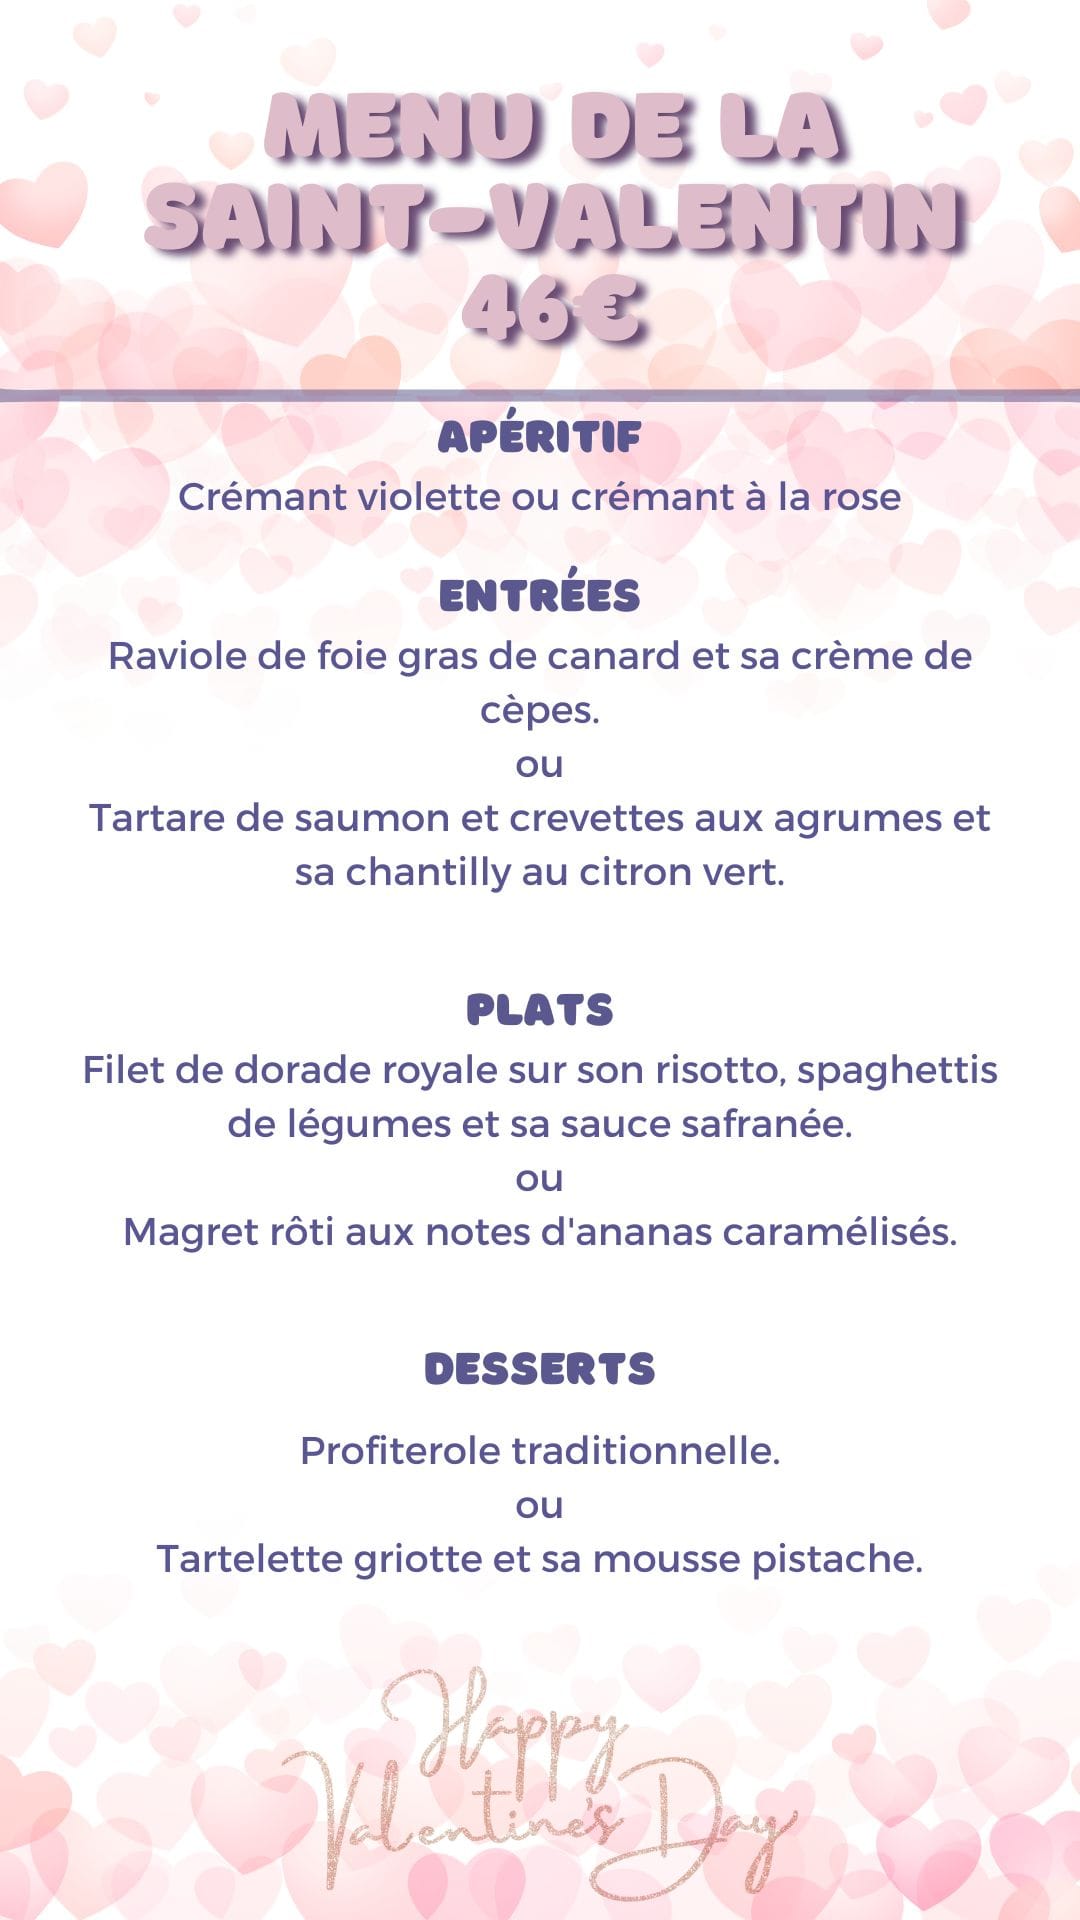 MENU DE LA
SAINT-VALENTIN
46€
APÉRITIF
Crémant violette ou crémant à la rose
ENTRÉES
Raviole de foie gras de canard et sa crème de
cèpes.
ou
Tartare de saumon et crevettes aux agrumes et
sa chantilly au citron vert.
PLATS
Filet de dorade royale sur son risotto, spaghettis
de légumes et sa sauce safranée.
ou
Magret rôti aux notes d'ananas caramélisés.
DESSERTS
Profiterole traditionnelle.
ou
Tartelette griotte et sa mousse pistache.
Happy
Valentine's Day